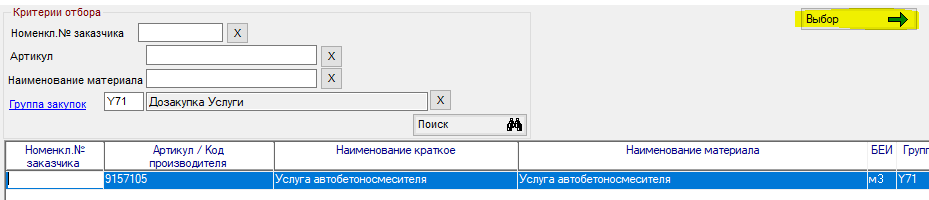 Критерии отбора
Выбор
Номенкл.№ заказчика X
Артикул X
Наименование материала X
Группа закупок Y71 Дозакупка Услуги X
Поиск
Номенкл.№ заказчика Артикул / Код производителя Наименование краткое Наименование материала БЕИ Групп
9157105 Услуга автобетоносмесителя Услуга автобетоносмесителя м3 Y71